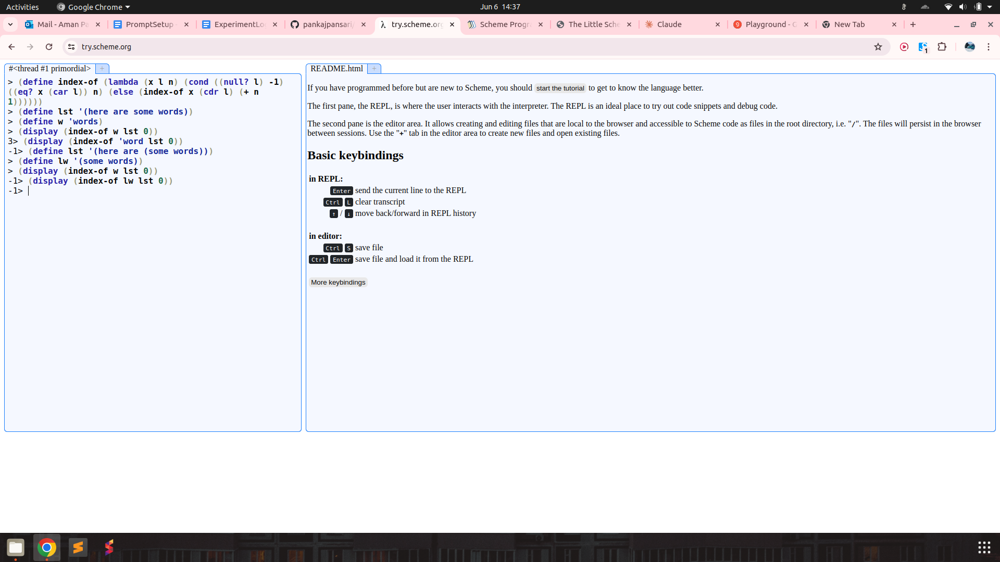 Activities
Google Chrome
Jun 6 14:37
Mail - Aman Pa
PromptSetup -
ExperimentLo
pankajpansari/
try.scheme.org
Scheme Progr
The Little Sche
Claude
Playground - G
New Tab
try.scheme.org
1
#<thread #1 primordial> +
> (define index-of (lambda (x l n) (cond ((null? l) -1)
((eq? x (car l)) n) (else (index-of x (cdr l) (+ n
1))))))
> (define lst '(here are some words))
> (define w 'words)
> (display (index-of w lst 0))
3> (display (index-of 'word lst 0))
-1> (define lst '(here are (some words)))
> (define lw '(some words))
> (display (index-of w lst 0))
-1> (display (index-of lw lst 0))
-1>
README.html +
If you have programmed before but are new to Scheme, you should start the tutorial to get to know the language better.
The first pane, the REPL, is where the user interacts with the interpreter. The REPL is an ideal place to try out code snippets and debug code.
The second pane is the editor area. It allows creating and editing files that are local to the browser and accessible to Scheme code as files in the root directory, i.e. "/". The files will persist in the browser
between sessions. Use the "+" tab in the editor area to create new files and open existing files.
Basic keybindings
in REPL:
Enter send the current line to the REPL
Ctrl L clear transcript
↑ / ↓ move back/forward in REPL history
in editor:
Ctrl S save file
Ctrl Enter save file and load it from the REPL
More keybindings